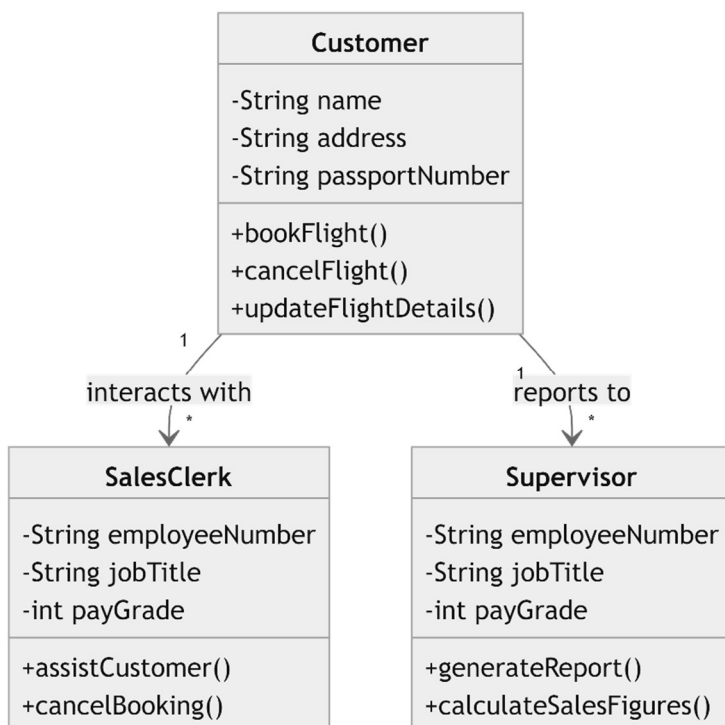 Customer
-String name
-String address
-String passportNumber
+bookFlight()
+cancelFlight()
+updateFlightDetails()
1
1
interacts with
reports to
*
*
SalesClerk
-String employeeNumber
-String jobTitle
-int payGrade
+assistCustomer()
+cancelBooking()
Supervisor
-String employeeNumber
-String jobTitle
-int payGrade
+generateReport()
+calculateSalesFigures()